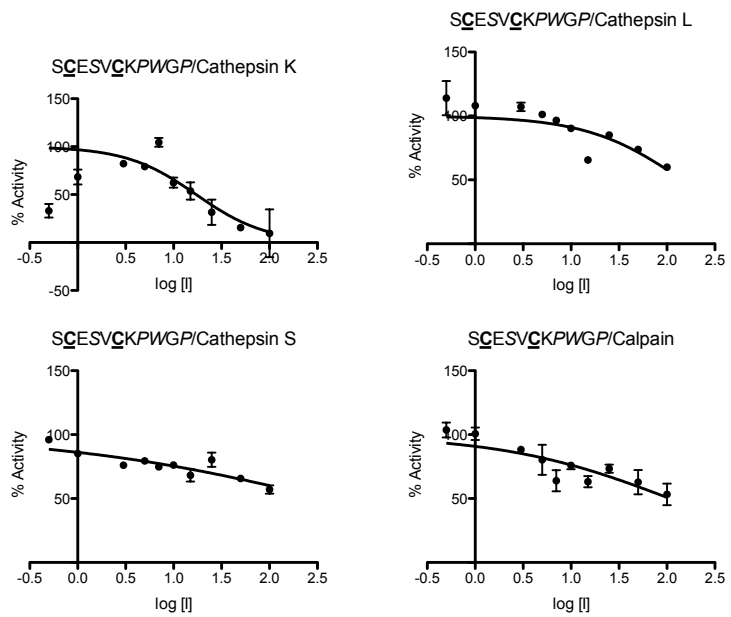 SCESVCKPWGP/Cathepsin K
150
100
50
-50
% Activity
-0.5 0.0 0.5 1.0 1.5 2.0 2.5
log [I]
SCESVCKPWGP/Cathepsin L
150
100
50
% Activity
-0.5 0.0 0.5 1.0 1.5 2.0 2.5
log [I]
SCESVCKPWGP/Cathepsin S
150
100
50
% Activity
-0.5 0.0 0.5 1.0 1.5 2.0 2.5
log [I]
SCESVCKPWGP/Calpain
150
100
50
% Activity
-0.5 0.0 0.5 1.0 1.5 2.0 2.5
log [I]